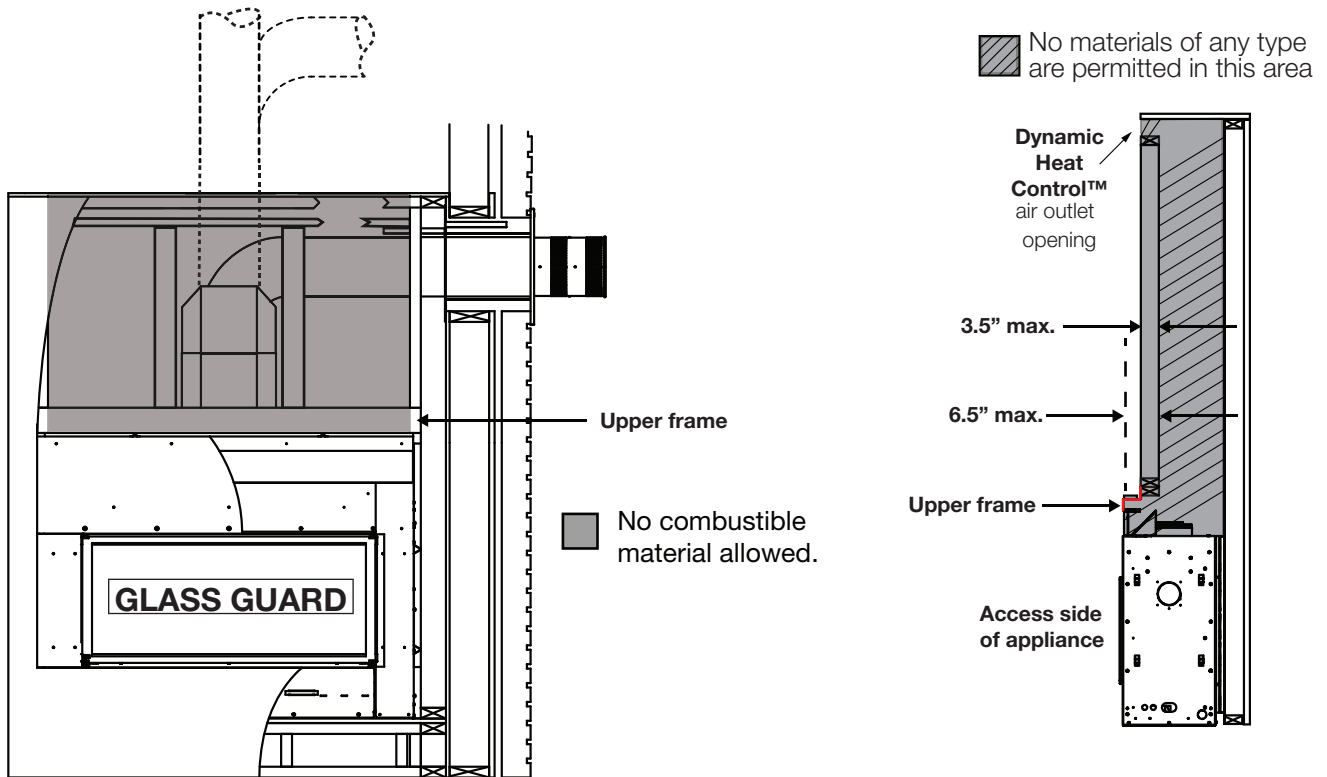 No materials of any type
are permitted in this area
Dynamic
Heat
Control™
air outlet
opening
3.5” max.
6.5” max.
Upper frame
Upper frame
No combustible
material allowed.
GLASS GUARD
Access side
of appliance